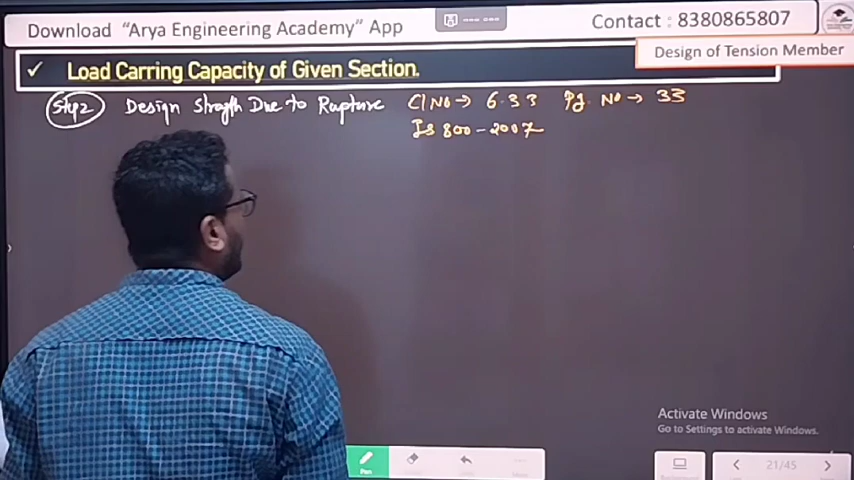 Download “Arya Engineering Academy” App
Contact : 8380865807
Design of Tension Member
✓ Load Carring Capacity of Given Section.
Step2 Design Strength Due to Rupture Cl No → 6.3.3 Pg. No → 33
Is 800 - 2007
Activate Windows
Go to Settings to activate Windows.
Pen
21/45